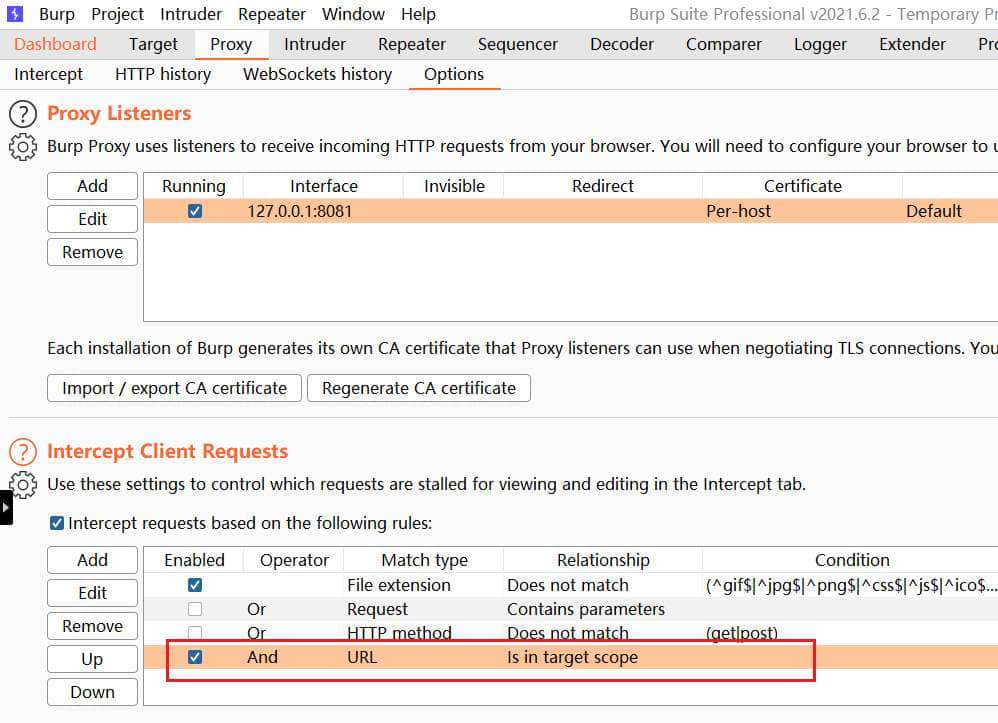 Burp Project Intruder Repeater Window Help Burp Suite Professional v2021.6.2 - Temporary Pr
Dashboard Target Proxy Intruder Repeater Sequencer Decoder Comparer Logger Extender Pro
Intercept HTTP history WebSockets history Options
? Proxy Listeners
Burp Proxy uses listeners to receive incoming HTTP requests from your browser. You will need to configure your browser to u
Add Running Interface Invisible Redirect Certificate
127.0.0.1:8081 Per-host Default
Edit
Remove
Each installation of Burp generates its own CA certificate that Proxy listeners can use when negotiating TLS connections. You
Import / export CA certificate Regenerate CA certificate
? Intercept Client Requests
Use these settings to control which requests are stalled for viewing and editing in the Intercept tab.
Intercept requests based on the following rules:
Add Enabled Operator Match type Relationship Condition
File extension Does not match (^gif$|^jpg$|^png$|^css$|^js$|^ico$...
Edit
Or Request Contains parameters
Remove
Or HTTP method Does not match (get|post)
Up And URL Is in target scope
Down